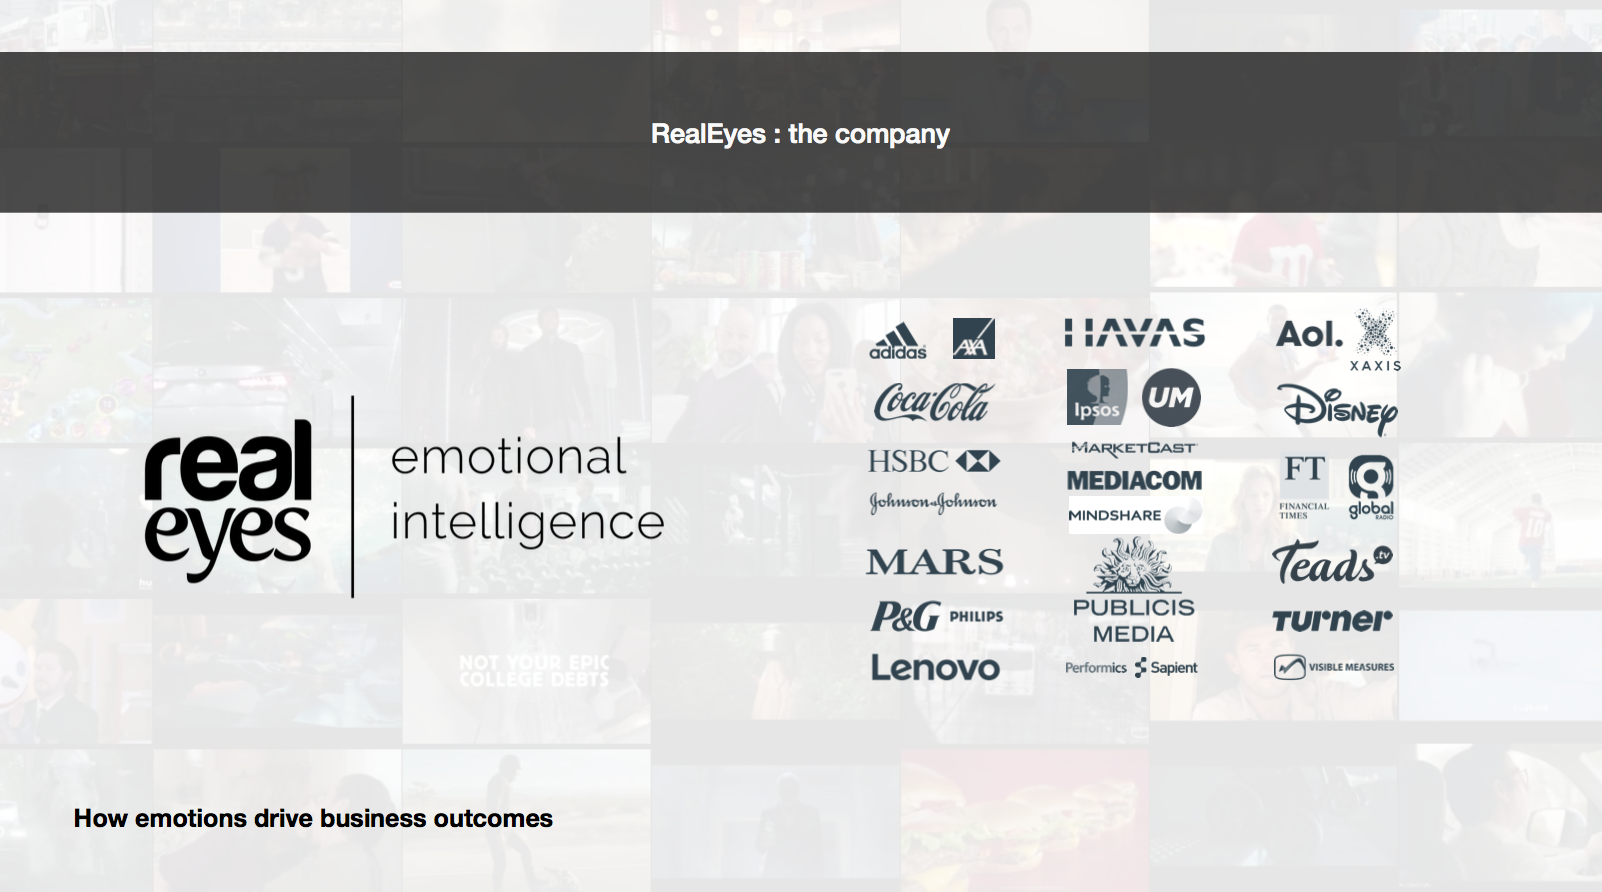 RealEyes : the company
real
eyes
emotional
intelligence
adidas
AXA
Coca-Cola
HSBC
Johnson&Johnson
MARS
P&G PHILIPS
Lenovo
HAVAS
Ipsos
UM
MARKETCAST
MEDIACOM
MINDSHARE
PUBLICIS
MEDIA
Performics Sapient
Aol.
XAXIS
DISNEY
FT
FINANCIAL
TIMES
global
RADIO
Teads.tv
Turner
VISIBLE MEASURES
NOT YOUR EPIC
COLLEGE DEBTS
10
How emotions drive business outcomes